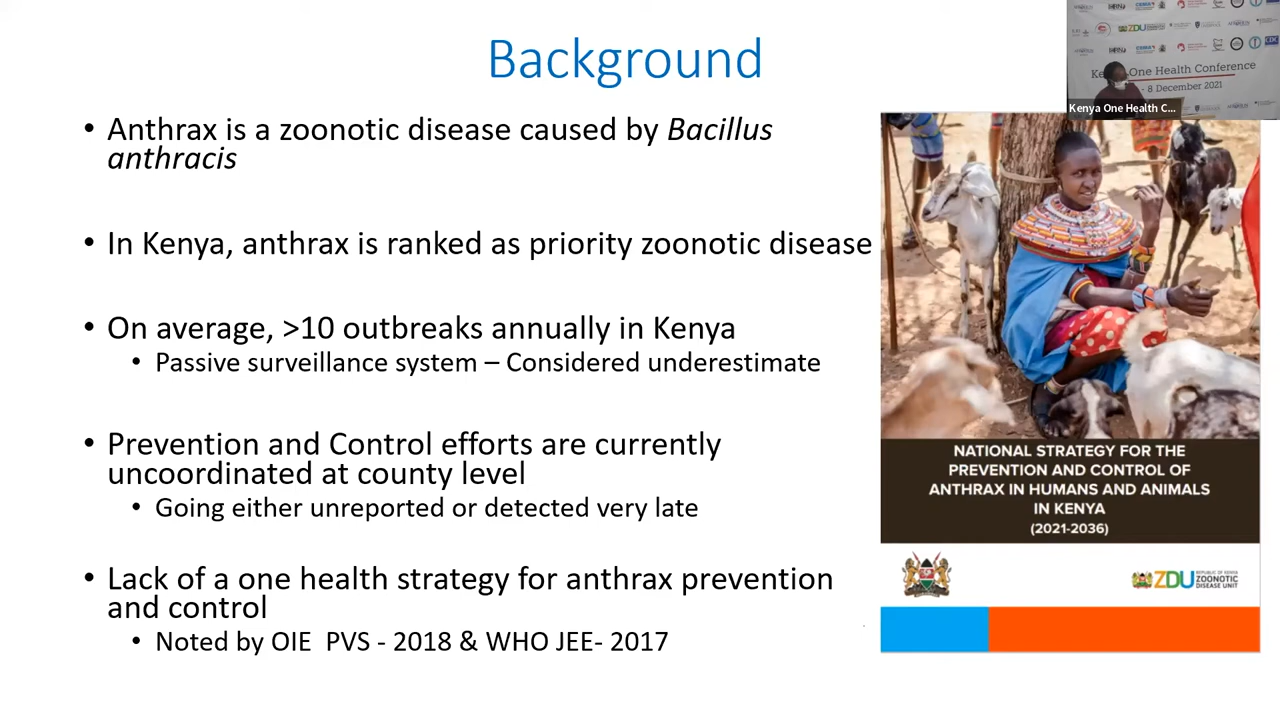 Background
• Anthrax is a zoonotic disease caused by Bacillus
anthracis
• In Kenya, anthrax is ranked as priority zoonotic disease
• On average, >10 outbreaks annually in Kenya
• Passive surveillance system – Considered underestimate
• Prevention and Control efforts are currently
uncoordinated at county level
• Going either unreported or detected very late
• Lack of a one health strategy for anthrax prevention
and control
• Noted by OIE PVS - 2018 & WHO JEE- 2017
One Health Conference
- 8 December 2021
Kenya One Health C...
NATIONAL STRATEGY FOR THE
PREVENTION AND CONTROL OF
ANTHRAX IN HUMANS AND ANIMALS
IN KENYA
(2021-2036)
ZDU
REPUBLIC OF KENYA
ZOONOTIC
DISEASE UNIT